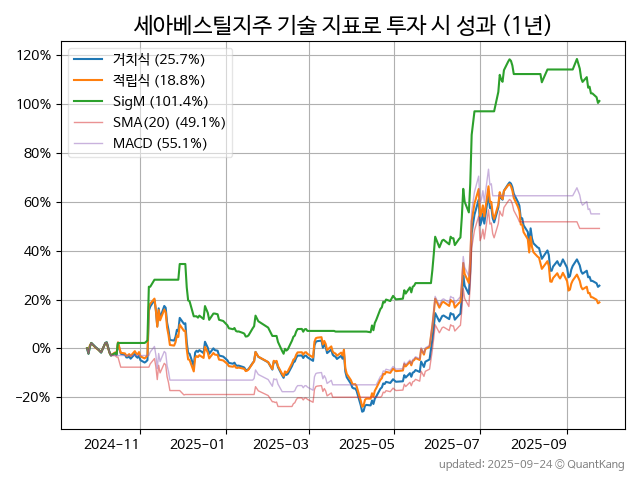 세아베스틸지주 기술 지표로 투자 시 성과 (1년)
거치식 (25.7%)
적립식 (18.8%)
SigM (101.4%)
SMA(20) (49.1%)
MACD (55.1%)
120%
100%
80%
60%
40%
20%
0%
−20%
2024-11
2025-01
2025-03
2025-05
2025-07
2025-09
updated: 2025-09-24 © QuantKang